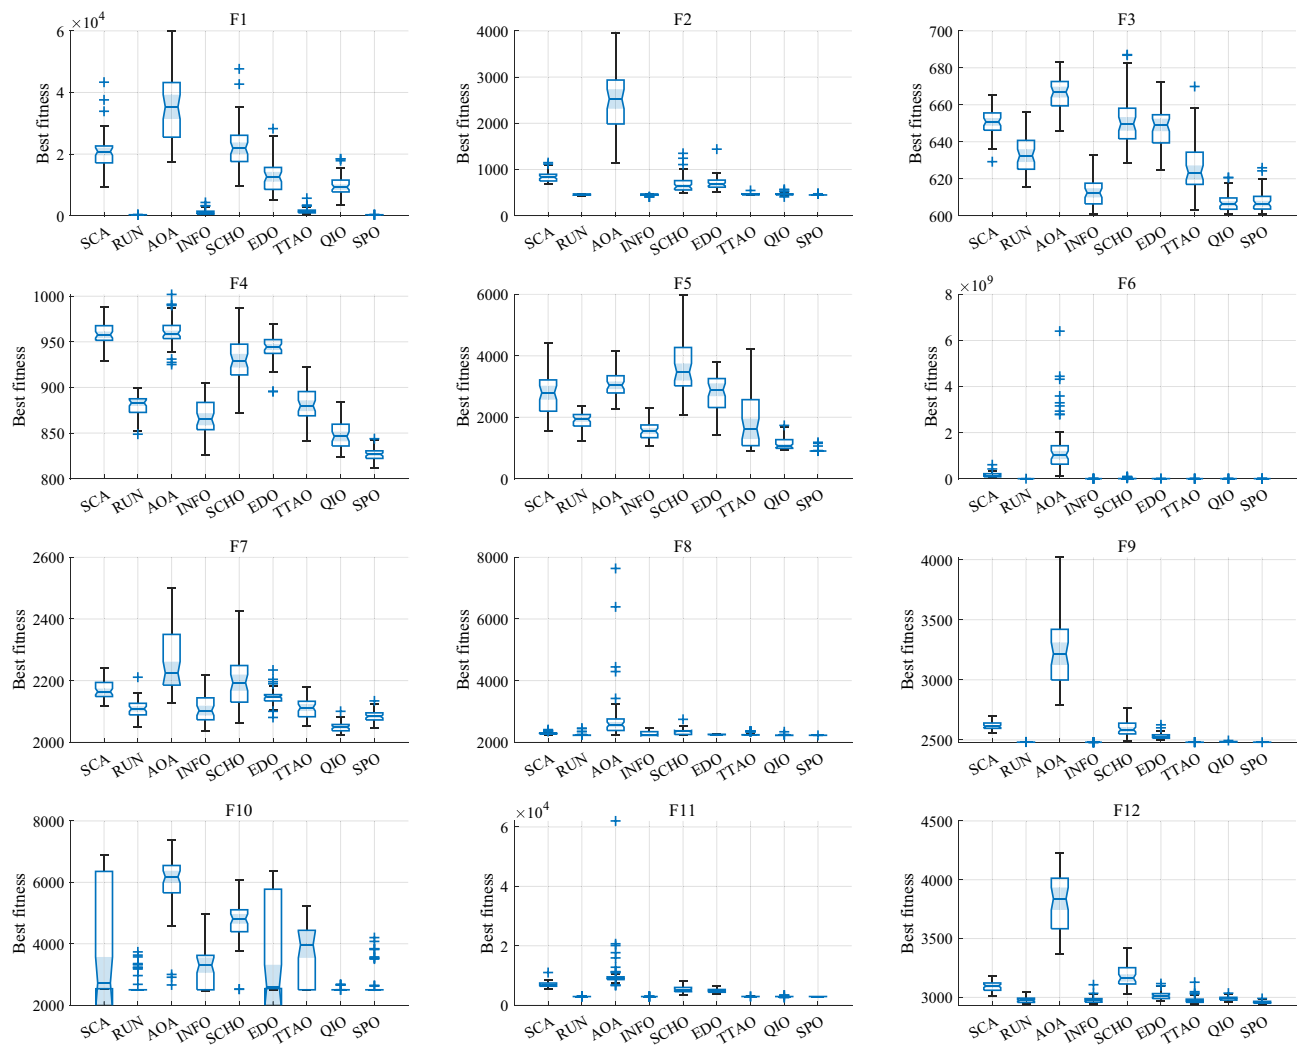 F1
×10⁴
Best fitness
6
4
2
0
SCA RUN AOA INFO SCHO EDO TTAO QIO SPO
F2
Best fitness
4000
3000
2000
1000
0
SCA RUN AOA INFO SCHO EDO TTAO QIO SPO
F3
Best fitness
700
680
660
640
620
600
SCA RUN AOA INFO SCHO EDO TTAO QIO SPO
F4
Best fitness
1000
950
900
850
800
SCA RUN AOA INFO SCHO EDO TTAO QIO SPO
F5
Best fitness
6000
4000
2000
0
SCA RUN AOA INFO SCHO EDO TTAO QIO SPO
F6
×10⁹
Best fitness
8
6
4
2
0
SCA RUN AOA INFO SCHO EDO TTAO QIO SPO
F7
Best fitness
2600
2400
2200
2000
SCA RUN AOA INFO SCHO EDO TTAO QIO SPO
F8
Best fitness
8000
6000
4000
2000
SCA RUN AOA INFO SCHO EDO TTAO QIO SPO
F9
Best fitness
4000
3500
3000
2500
SCA RUN AOA INFO SCHO EDO TTAO QIO SPO
F10
Best fitness
8000
6000
4000
2000
SCA RUN AOA INFO SCHO EDO TTAO QIO SPO
F11
×10⁴
Best fitness
6
4
2
0
SCA RUN AOA INFO SCHO EDO TTAO QIO SPO
F12
Best fitness
4500
4000
3500
3000
SCA RUN AOA INFO SCHO EDO TTAO QIO SPO